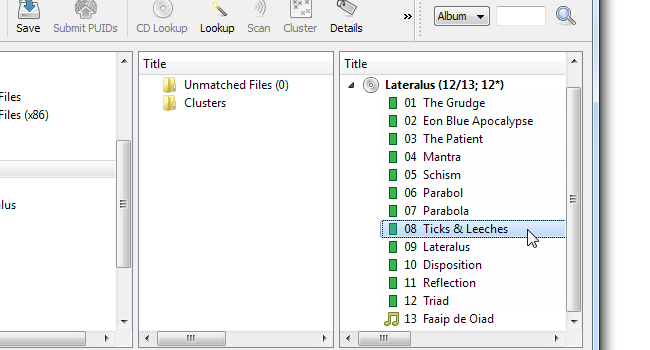 Save Submit PUIDs CD Lookup Lookup Scan Cluster Details » Album
Files
Files (x86)
lus
Title
Unmatched Files (0)
Clusters
Title
Lateralus (12/13; 12*)
01 The Grudge
02 Eon Blue Apocalypse
03 The Patient
04 Mantra
05 Schism
06 Parabol
07 Parabola
08 Ticks & Leeches
09 Lateralus
10 Disposition
11 Reflection
12 Triad
13 Faaip de Oiad